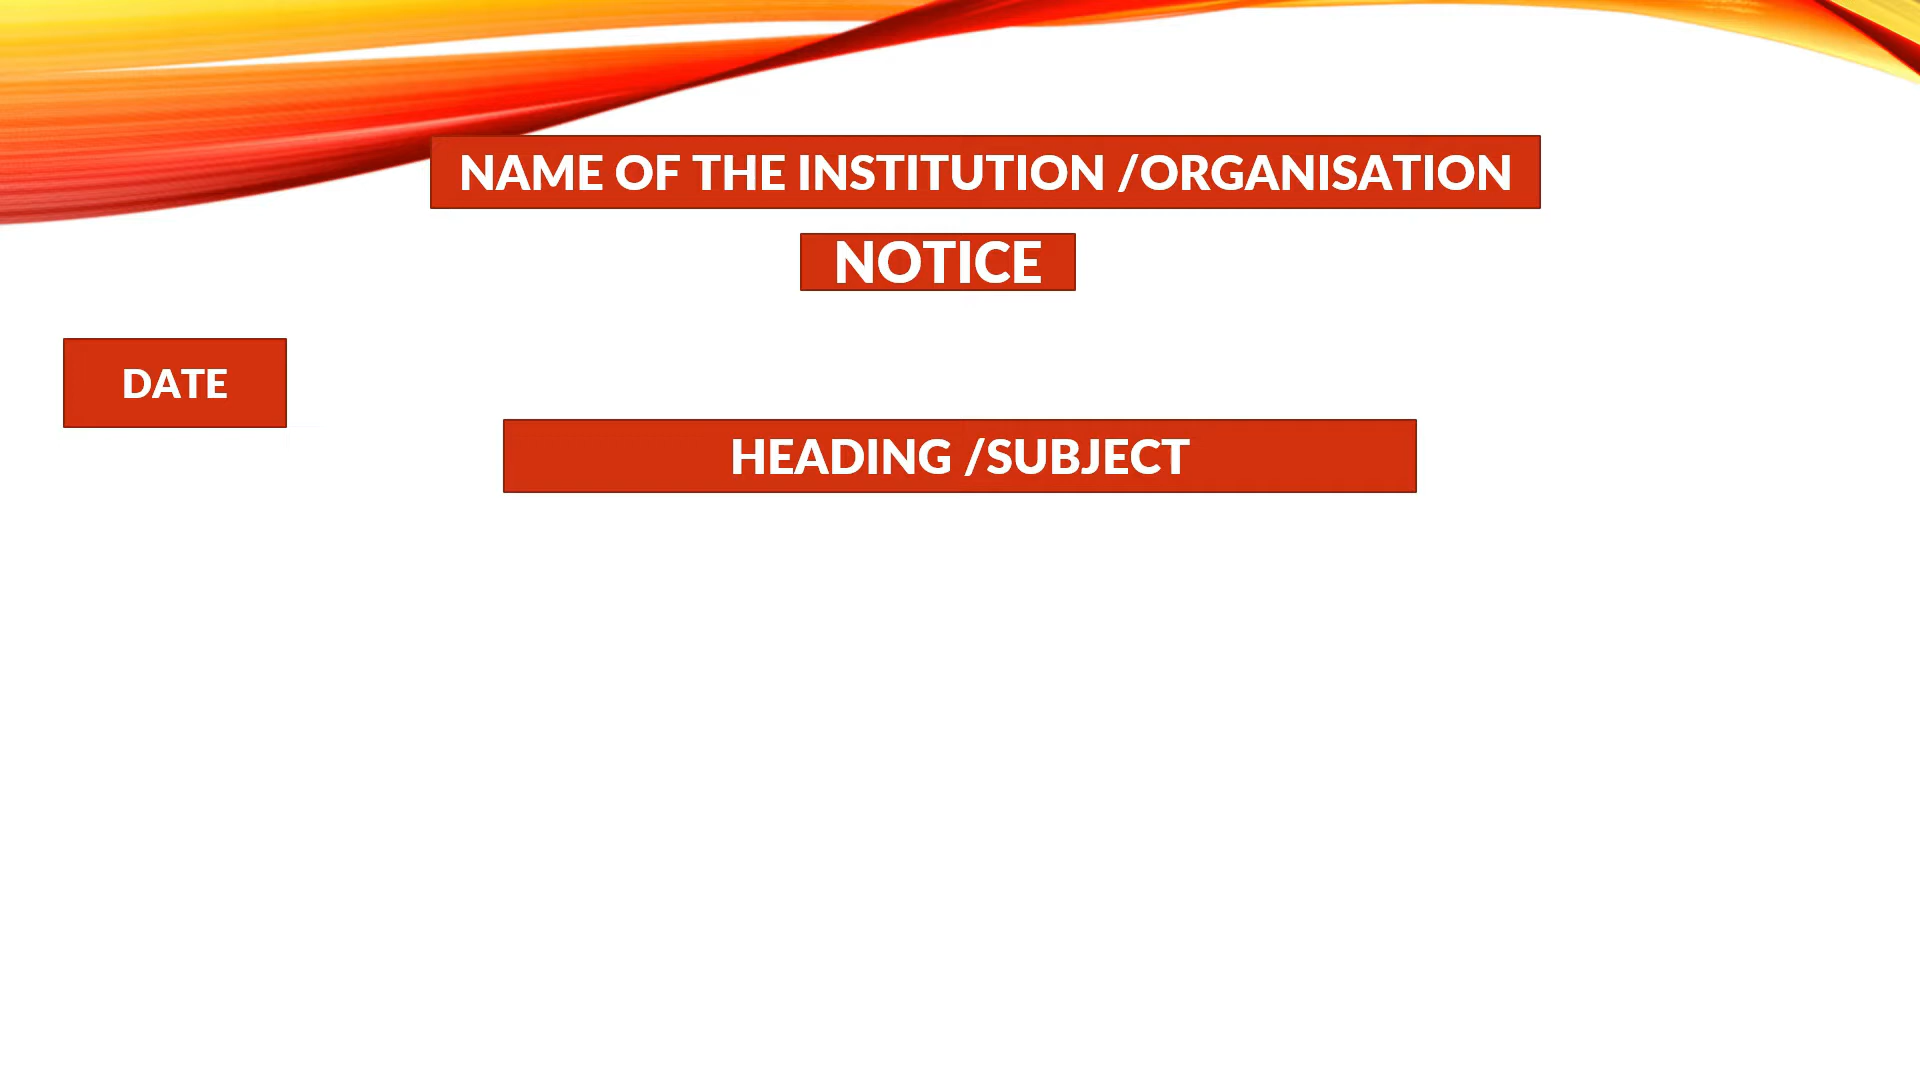 NAME OF THE INSTITUTION /ORGANISATION
NOTICE
DATE
HEADING /SUBJECT